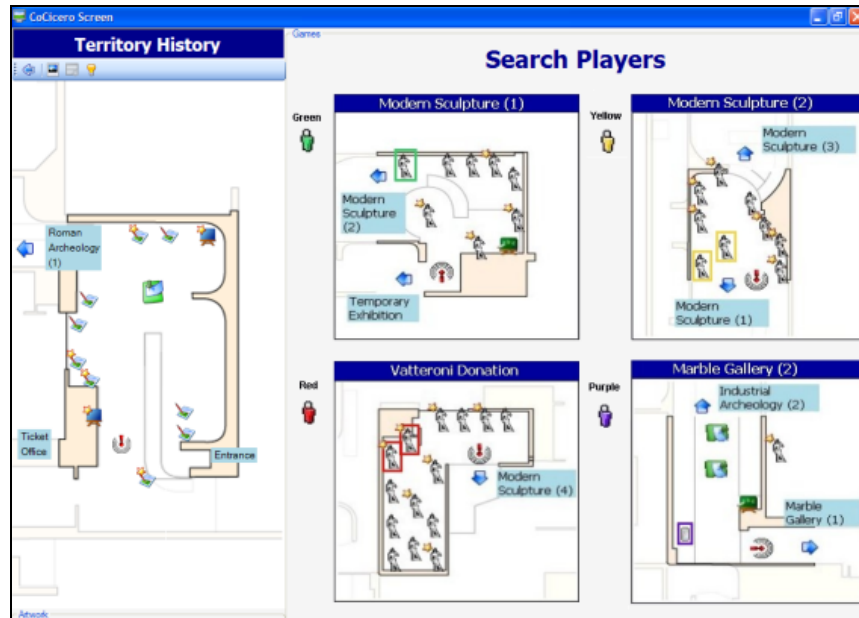 CoCicero Screen
Territory History
Roman
Archeology
(1)
Ticket
Office
Entrance
Artwork
Games
Search Players
Green
Modern Sculpture (1)
Modern
Sculpture
(2)
Temporary
Exhibition
Yellow
Modern Sculpture (2)
Modern
Sculpture (3)
Modern
Sculpture (1)
Red
Vatteroni Donation
Modern
Sculpture (4)
Purple
Marble Gallery (2)
Industrial
Archeology (2)
Marble
Gallery (1)